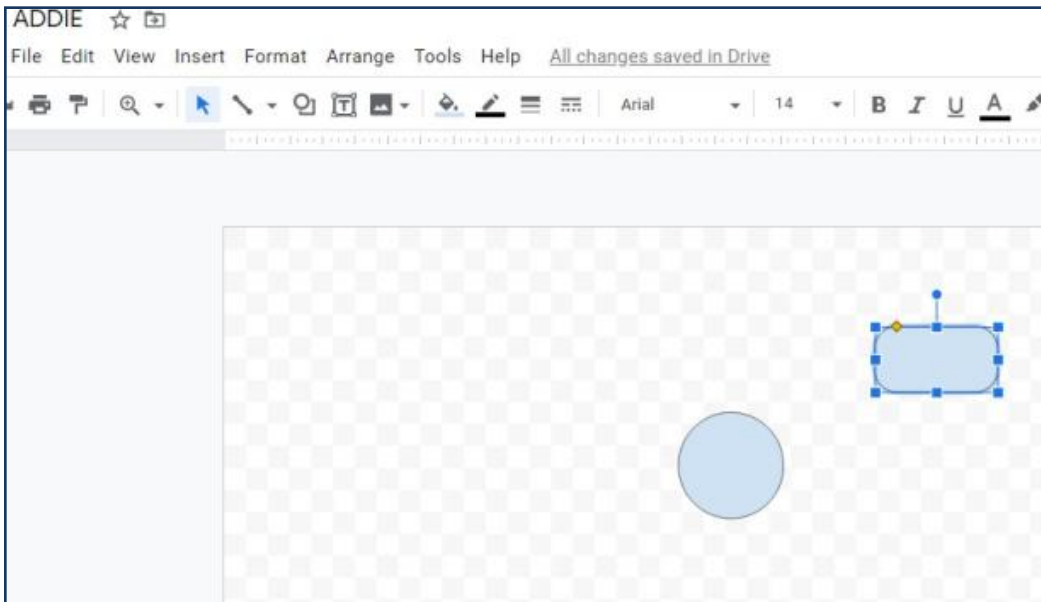 ADDIE
File Edit View Insert Format Arrange Tools Help All changes saved in Drive
Arial 14 B I U A